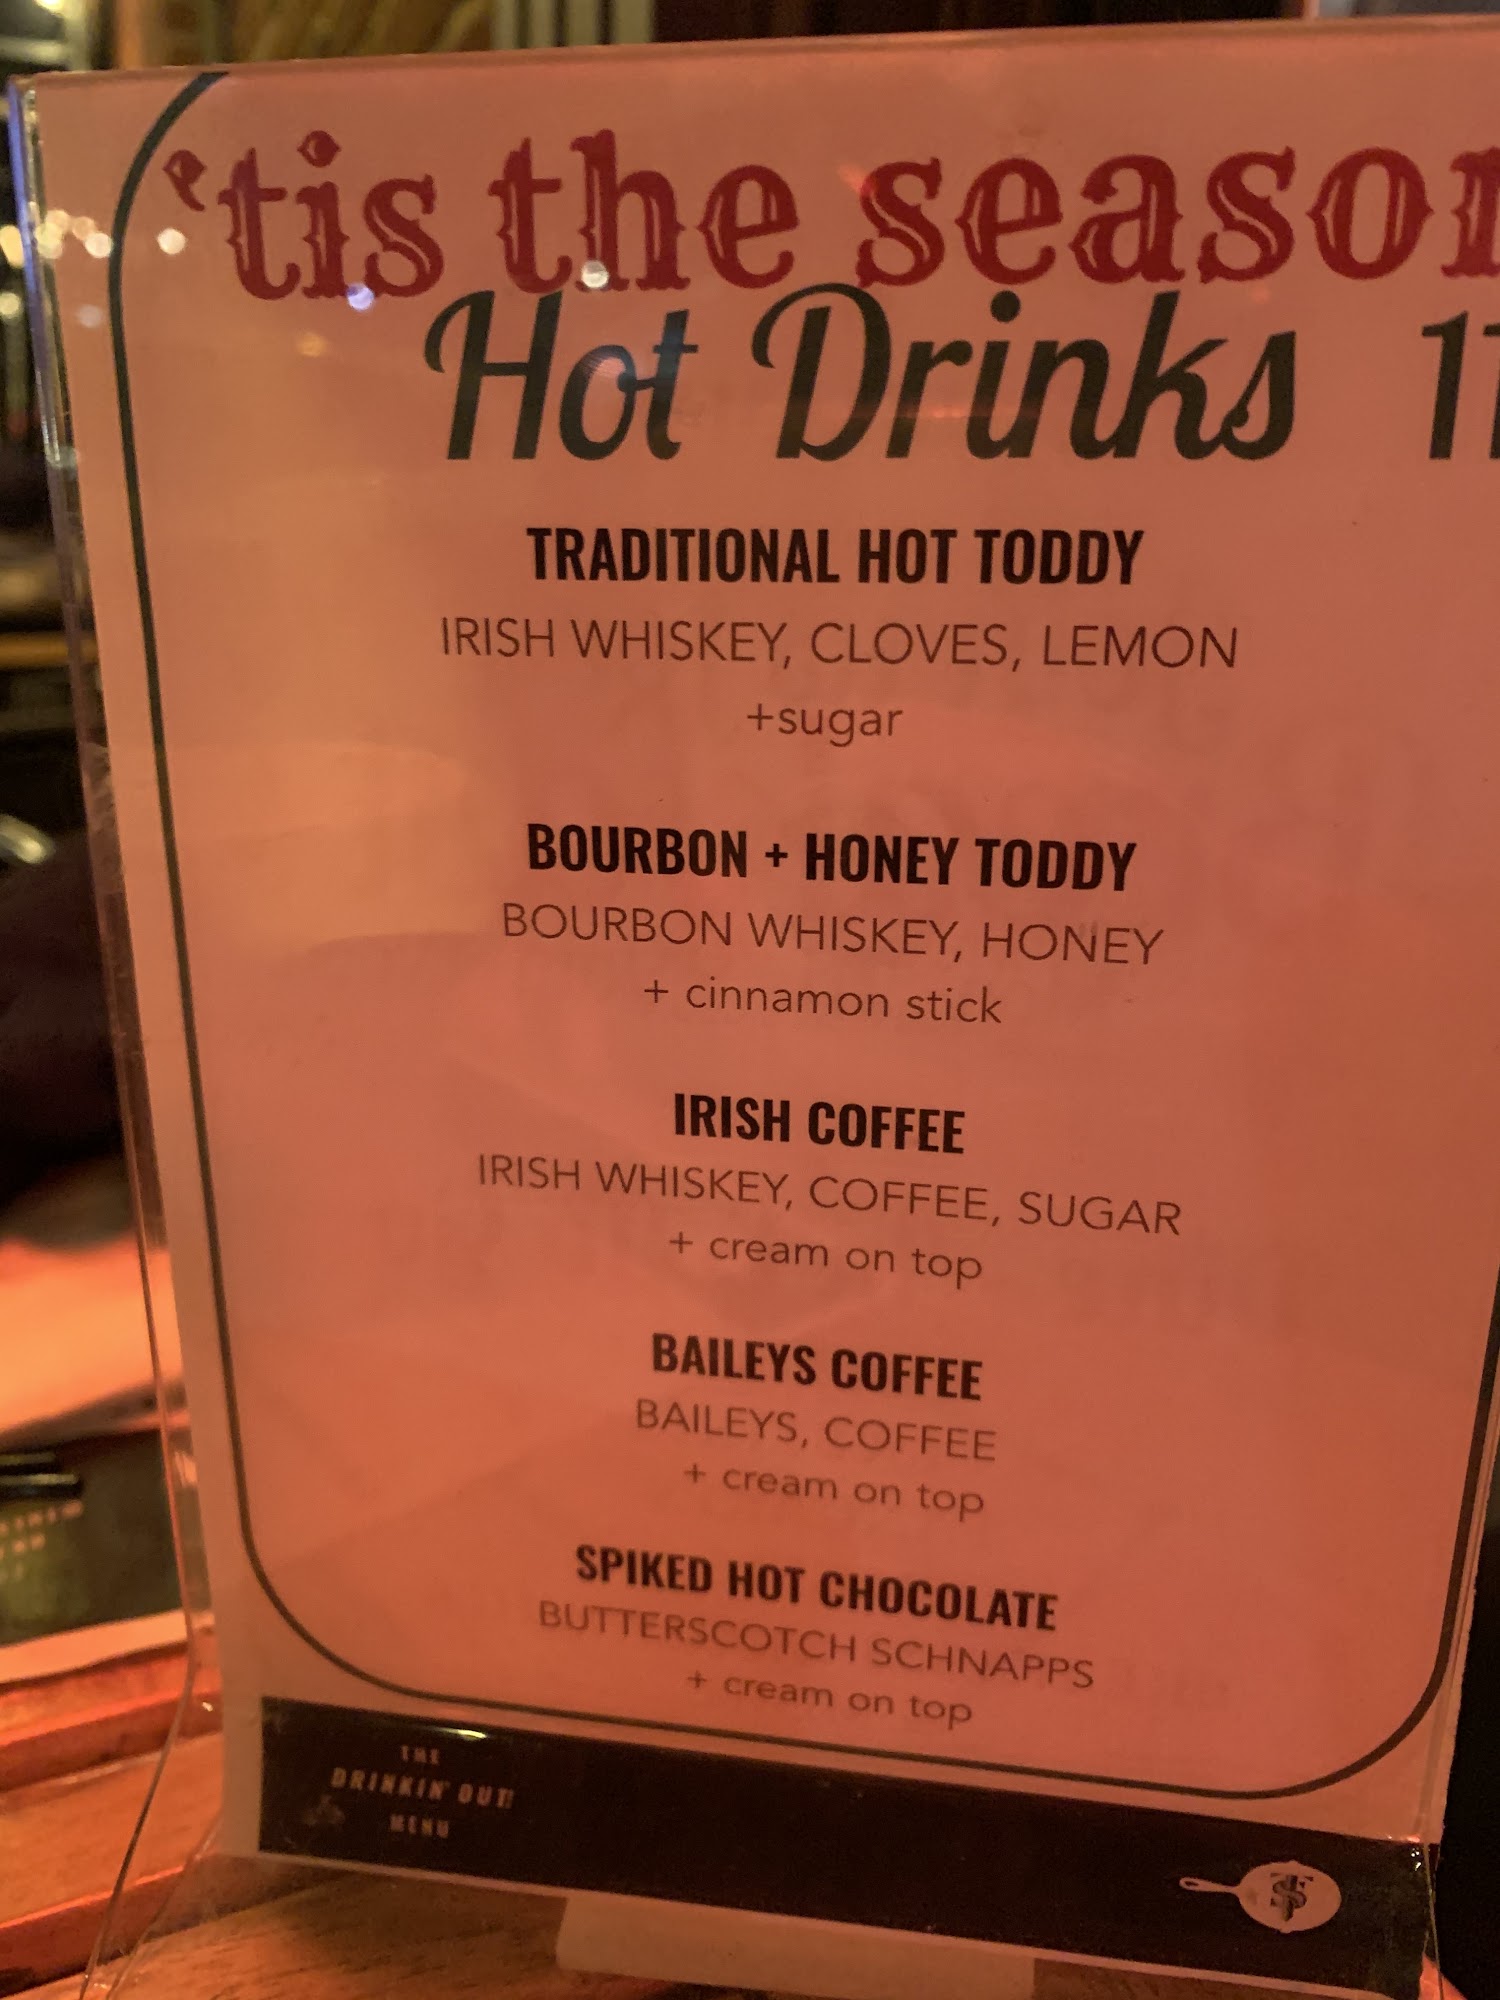 'tis the season
Hot Drinks 11
TRADITIONAL HOT TODDY
IRISH WHISKEY, CLOVES, LEMON
+sugar
BOURBON + HONEY TODDY
BOURBON WHISKEY, HONEY
+ cinnamon stick
IRISH COFFEE
IRISH WHISKEY, COFFEE, SUGAR
+ cream on top
BAILEYS COFFEE
BAILEYS, COFFEE
+ cream on top
SPIKED HOT CHOCOLATE
BUTTERSCOTCH SCHNAPPS
+ cream on top
THE
DRINKIN' OUT!
MENU